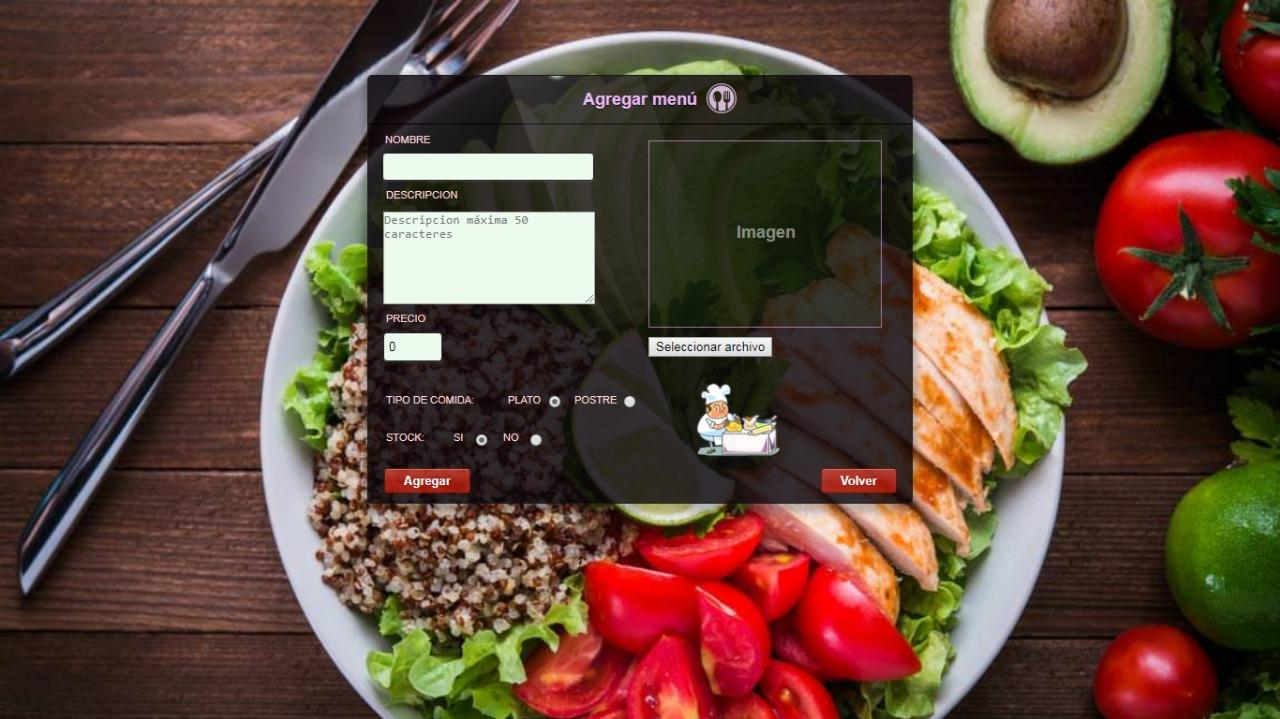 Agregar menú
NOMBRE
DESCRIPCION
Descripcion máxima 50
caracteres
Imagen
PRECIO
0
Seleccionar archivo
TIPO DE COMIDA: PLATO POSTRE
STOCK: SI NO
Agregar
Volver